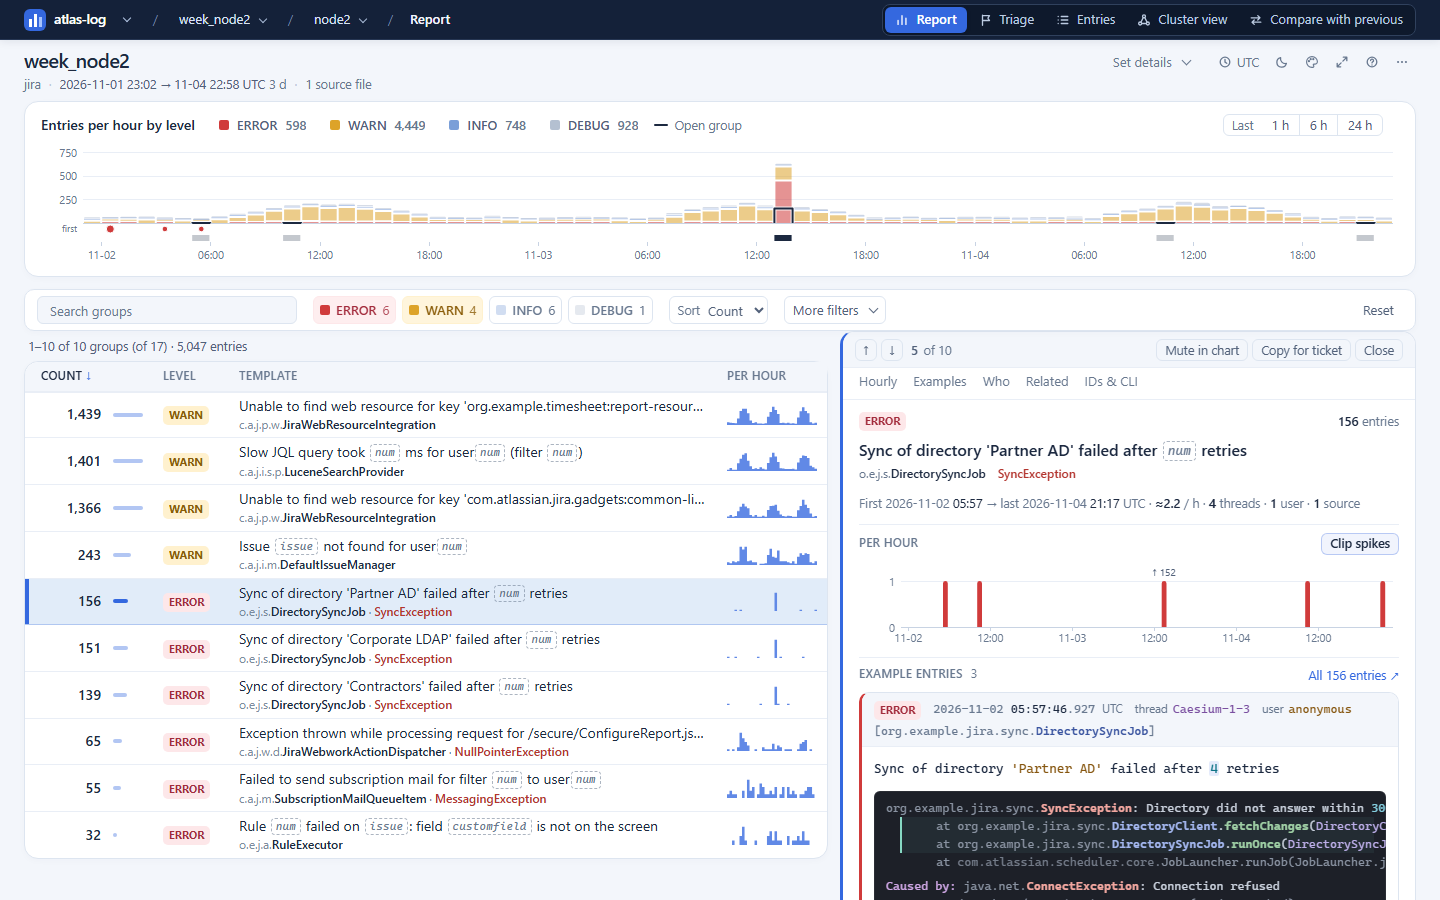 atlas-log / week_node2 / node2 / Report
Report Triage Entries Cluster view Compare with previous
week_node2
Set details UTC
jira · 2026-11-01 23:02 → 11-04 22:58 UTC 3 d · 1 source file
Entries per hour by level ERROR 598 WARN 4,449 INFO 748 DEBUG 928 Open group
Last 1 h 6 h 24 h
750
500
250
first
11-02 06:00 12:00 18:00 11-03 06:00 12:00 18:00 11-04 06:00 12:00 18:00
Search groups ERROR 6 WARN 4 INFO 6 DEBUG 1 Sort Count More filters Reset
1–10 of 10 groups (of 17) · 5,047 entries
COUNT ↓ LEVEL TEMPLATE PER HOUR
1,439 WARN Unable to find web resource for key 'org.example.timesheet:report-resour...
c.a.j.p.w.JiraWebResourceIntegration
1,401 WARN Slow JQL query took num ms for user num (filter num)
c.a.j.i.s.p.LuceneSearchProvider
1,366 WARN Unable to find web resource for key 'com.atlassian.jira.gadgets:common-li...
c.a.j.p.w.JiraWebResourceIntegration
243 WARN Issue issue not found for user num
c.a.j.i.m.DefaultIssueManager
156 ERROR Sync of directory 'Partner AD' failed after num retries
o.e.j.s.DirectorySyncJob · SyncException
151 ERROR Sync of directory 'Corporate LDAP' failed after num retries
o.e.j.s.DirectorySyncJob · SyncException
139 ERROR Sync of directory 'Contractors' failed after num retries
o.e.j.s.DirectorySyncJob · SyncException
65 ERROR Exception thrown while processing request for /secure/ConfigureReport.js...
c.a.j.w.d.JiraWebworkActionDispatcher · NullPointerException
55 ERROR Failed to send subscription mail for filter num to user num
c.a.j.m.SubscriptionMailQueueItem · MessagingException
32 ERROR Rule num failed on issue: field customfield is not on the screen
o.e.j.a.RuleExecutor
↑ ↓ 5 of 10 Mute in chart Copy for ticket Close
Hourly Examples Who Related IDs & CLI
ERROR 156 entries
Sync of directory 'Partner AD' failed after num retries
o.e.j.s.DirectorySyncJob SyncException
First 2026-11-02 05:57 → last 2026-11-04 21:17 UTC · ≈2.2 / h · 4 threads · 1 user · 1 source
PER HOUR Clip spikes
↑ 152
1
0
11-02 12:00 11-03 12:00 11-04 12:00
EXAMPLE ENTRIES 3 All 156 entries ↗
ERROR 2026-11-02 05:57:46.927 UTC thread Caesium-1-3 user anonymous
[org.example.jira.sync.DirectorySyncJob]
Sync of directory 'Partner AD' failed after 4 retries
org.example.jira.sync.SyncException: Directory did not answer within 30
at org.example.jira.sync.DirectoryClient.fetchChanges(DirectoryC
at org.example.jira.sync.DirectorySyncJob.runOnce(DirectorySyncJ
at com.atlassian.scheduler.core.JobLauncher.runJob(JobLauncher.j
Caused by: java.net.ConnectException: Connection refused